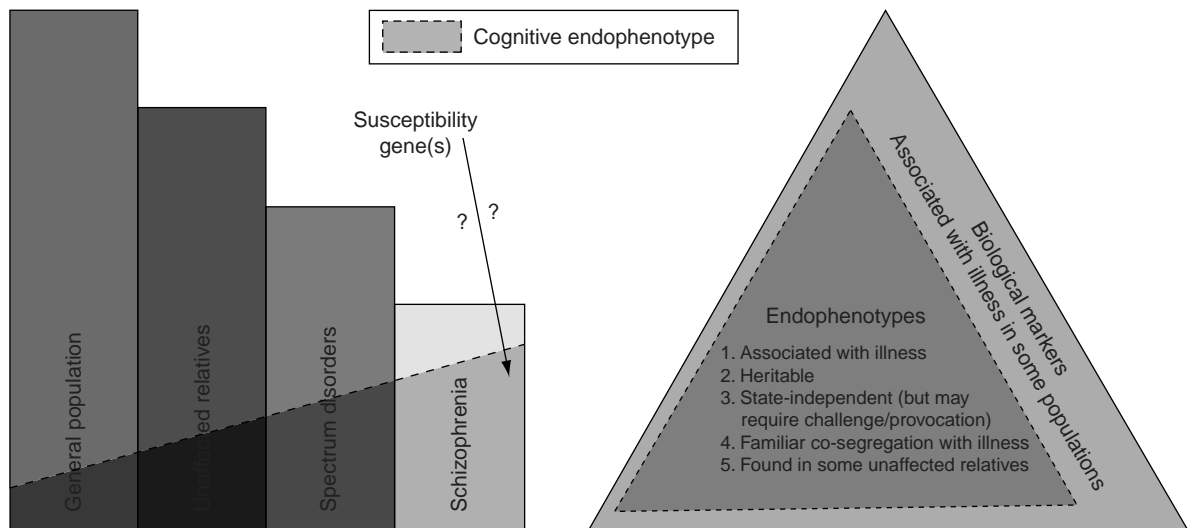 Cognitive endophenotype
Susceptibility
gene(s)
?
?
General population
Unaffected relatives
Spectrum disorders
Schizophrenia
Biological markers
Associated with illness in some populations
Endophenotypes
1. Associated with illness
2. Heritable
3. State-independent (but may
require challenge/provocation)
4. Familiar co-segregation with illness
5. Found in some unaffected relatives